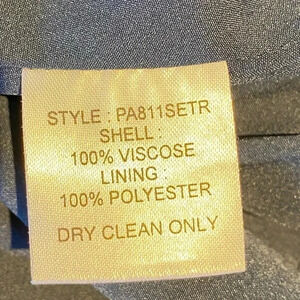 STYLE : PA811SETR
SHELL :
100% VISCOSE
LINING :
100% POLYESTER
DRY CLEAN ONLY